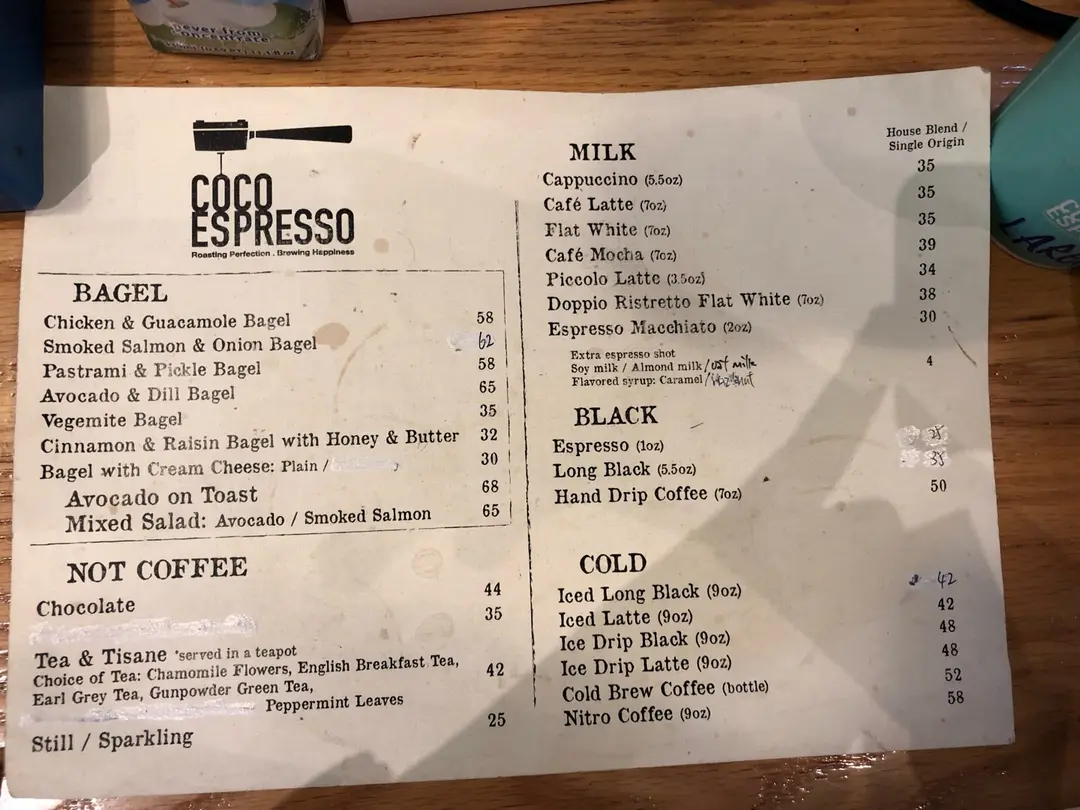 never from
concentrate
COCO
ESPRESSO
Roasting Perfection . Brewing Happiness
BAGEL
Chicken & Guacamole Bagel 58
Smoked Salmon & Onion Bagel 62
Pastrami & Pickle Bagel 58
Avocado & Dill Bagel 65
Vegemite Bagel 35
Cinnamon & Raisin Bagel with Honey & Butter 32
Bagel with Cream Cheese: Plain / 30
Avocado on Toast 68
Mixed Salad: Avocado / Smoked Salmon 65
NOT COFFEE
Chocolate 44
35
Tea & Tisane *served in a teapot
Choice of Tea: Chamomile Flowers, English Breakfast Tea, 42
Earl Grey Tea, Gunpowder Green Tea,
Peppermint Leaves
Still / Sparkling 25
House Blend /
Single Origin
MILK
Cappuccino (5.5oz) 35
Café Latte (7oz) 35
Flat White (7oz) 35
Café Mocha (7oz) 39
Piccolo Latte (3.5oz) 34
Doppio Ristretto Flat White (7oz) 38
Espresso Macchiato (2oz) 30
Extra espresso shot
Soy milk / Almond milk / oat milk 4
Flavored syrup: Caramel / Hazelnut
BLACK
Espresso (1oz)
Long Black (5.5oz) 38
Hand Drip Coffee (7oz) 50
COLD
Iced Long Black (9oz) 42
Iced Latte (9oz) 42
Ice Drip Black (9oz) 48
Ice Drip Latte (9oz) 48
Cold Brew Coffee (bottle) 52
Nitro Coffee (9oz) 58